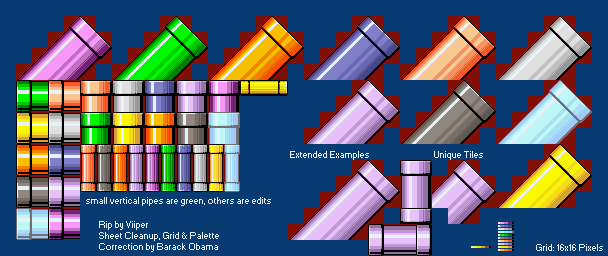 Extended Examples
Unique Tiles
small vertical pipes are green, others are edits
Rip by Viiper
Sheet Cleanup, Grid & Palette
Correction by Barack Obama
Grid: 16x16 Pixels